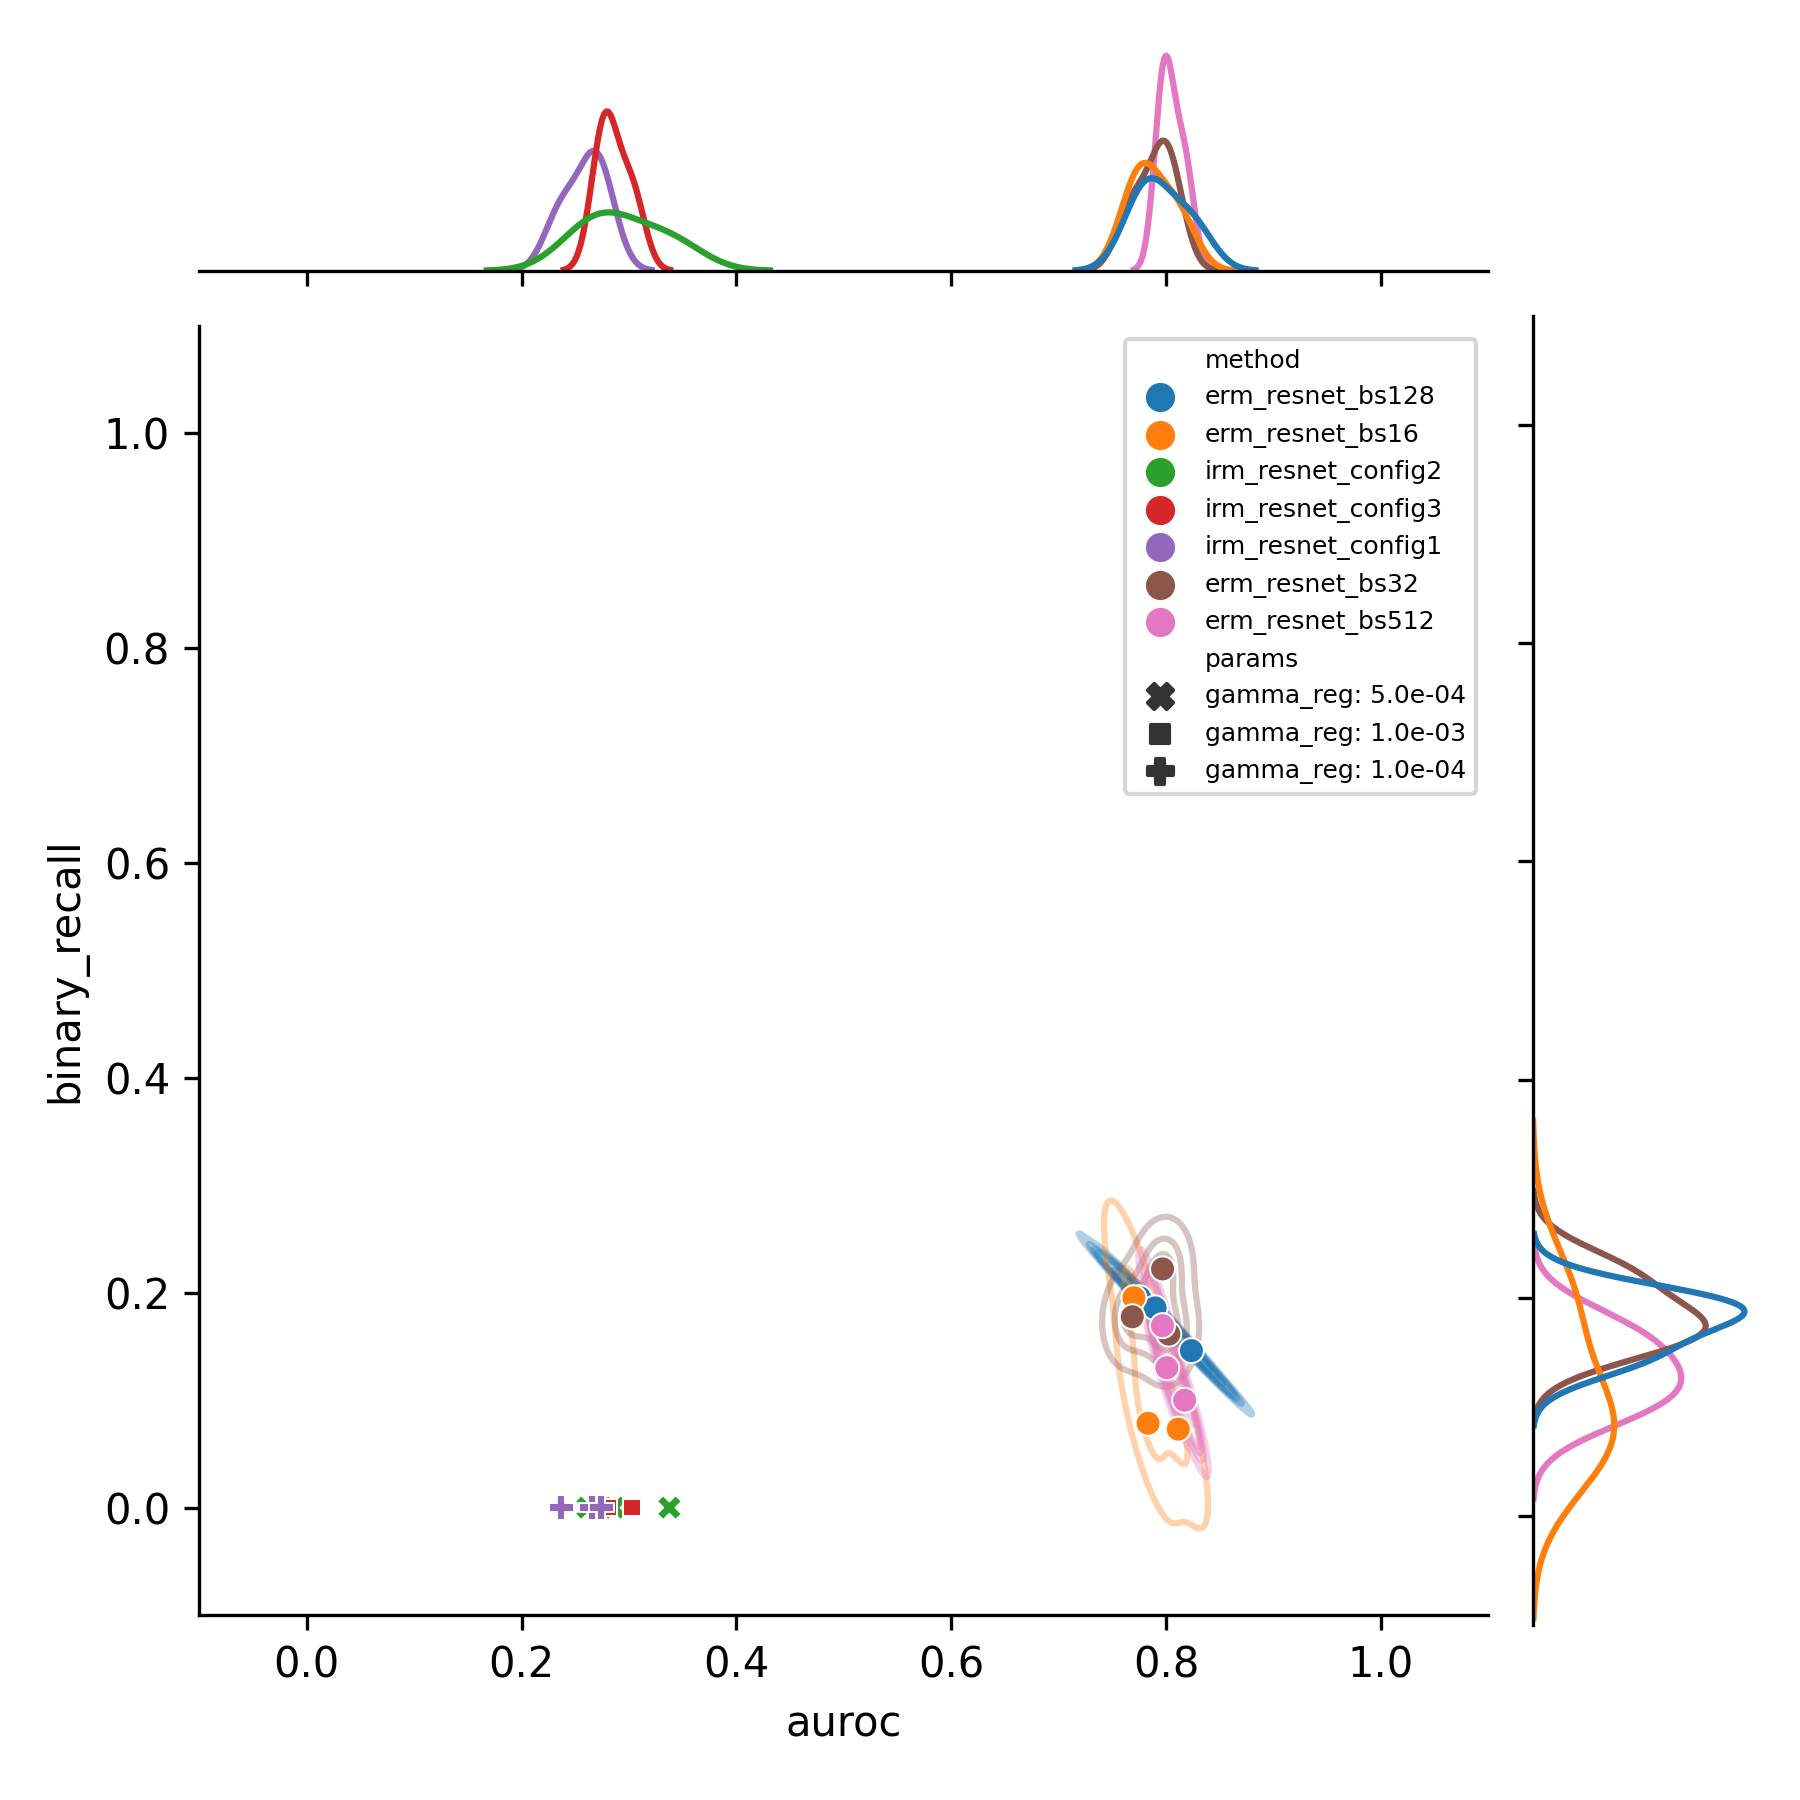 method
erm_resnet_bs128
erm_resnet_bs16
irm_resnet_config2
irm_resnet_config3
irm_resnet_config1
erm_resnet_bs32
erm_resnet_bs512
params
gamma_reg: 5.0e-04
gamma_reg: 1.0e-03
gamma_reg: 1.0e-04
1.0
0.8
0.6
0.4
0.2
0.0
binary_recall
0.0 0.2 0.4 0.6 0.8 1.0
auroc